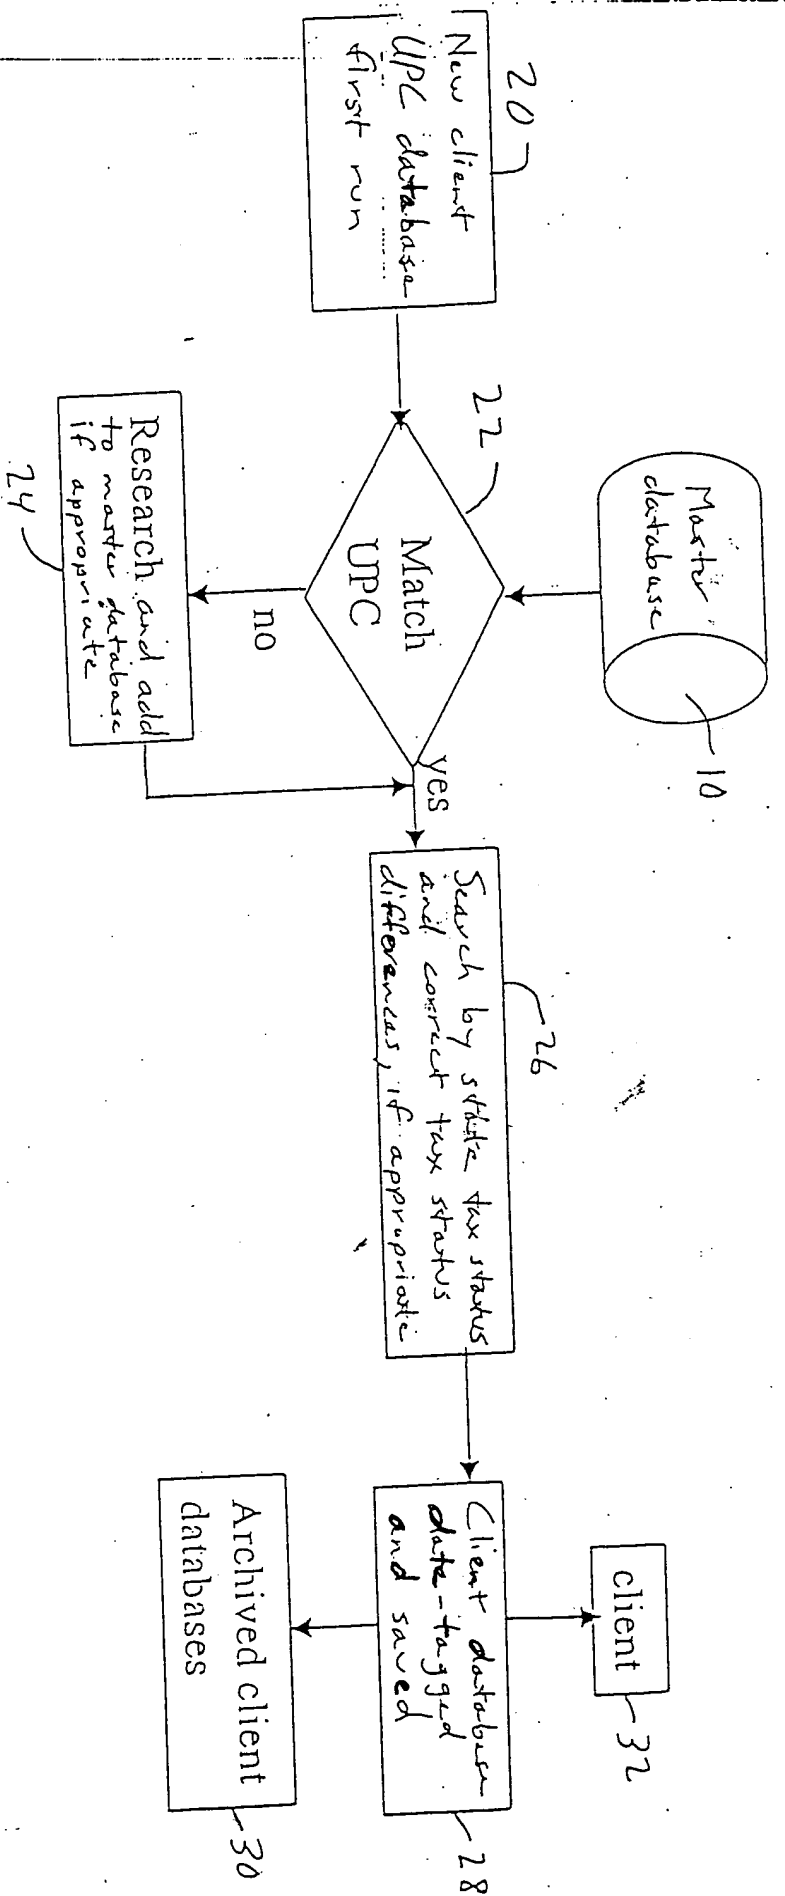 20
New client
UPC database
first run
Master
database
10
22
Match
UPC
no
yes
Research and add
to master database
if appropriate
24
26
Search by state tax status
and correct tax status
differences, if appropriate
Client database
date-tagged
and saved
28
client
32
Archived client
databases
30